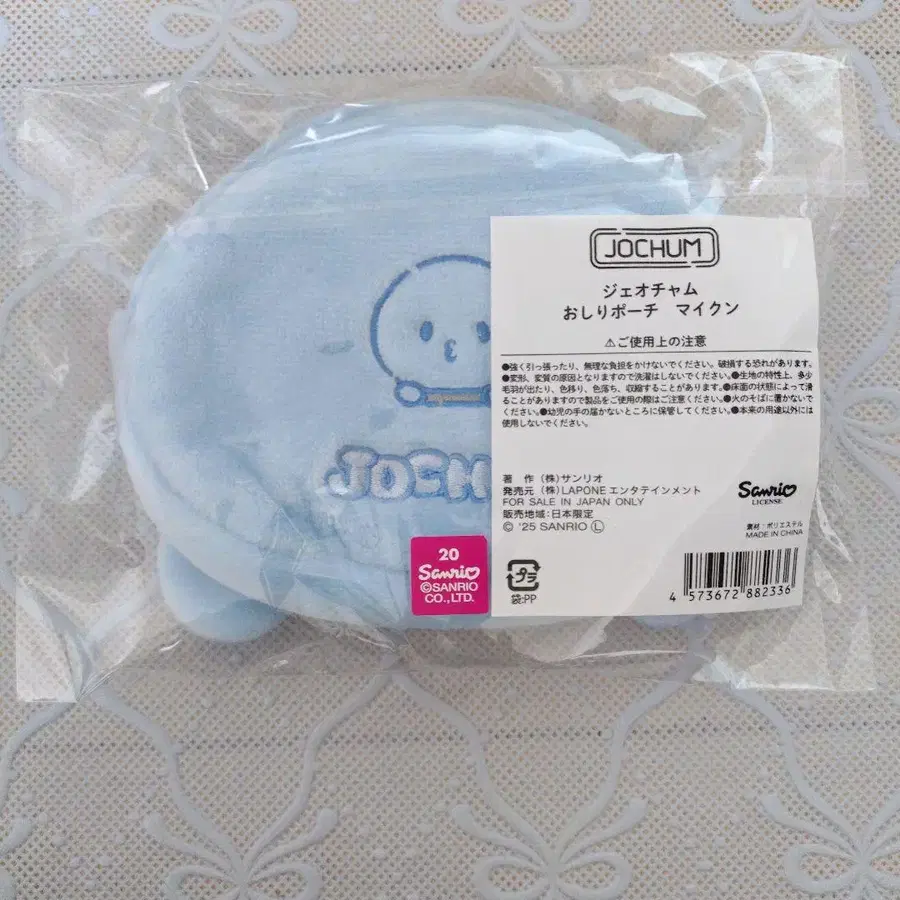 JOCHUM
ジェオチャム
おしりポーチ　マイクン
⚠ご使用上の注意
●強く引っ張ったり、無理な負担をかけないでください。破損する恐れがあります。
●変形、変質の原因となりますので洗濯はしないでください。●生地の特性上、多少
毛羽が出たり、色移り、色落ち、収縮することがあります。●床面の状態によって滑
ることがありますので製品をご使用の際はご注意ください。●火のそばに置かないで
ください。●幼児の手の届かないところに保管してください。●本来の用途以外には
使用しないでください。
著　作（株）サンリオ
発売元（株）LAPONE エンタテインメント
FOR SALE IN JAPAN ONLY
販売地域:日本限定
© '25 SANRIO Ⓛ
Sanrio
LICENSE
素材:ポリエステル
MADE IN CHINA
プラ
袋:PP
4 573672 882336
JOCH
20
Sanrio
©SANRIO
CO.,LTD.